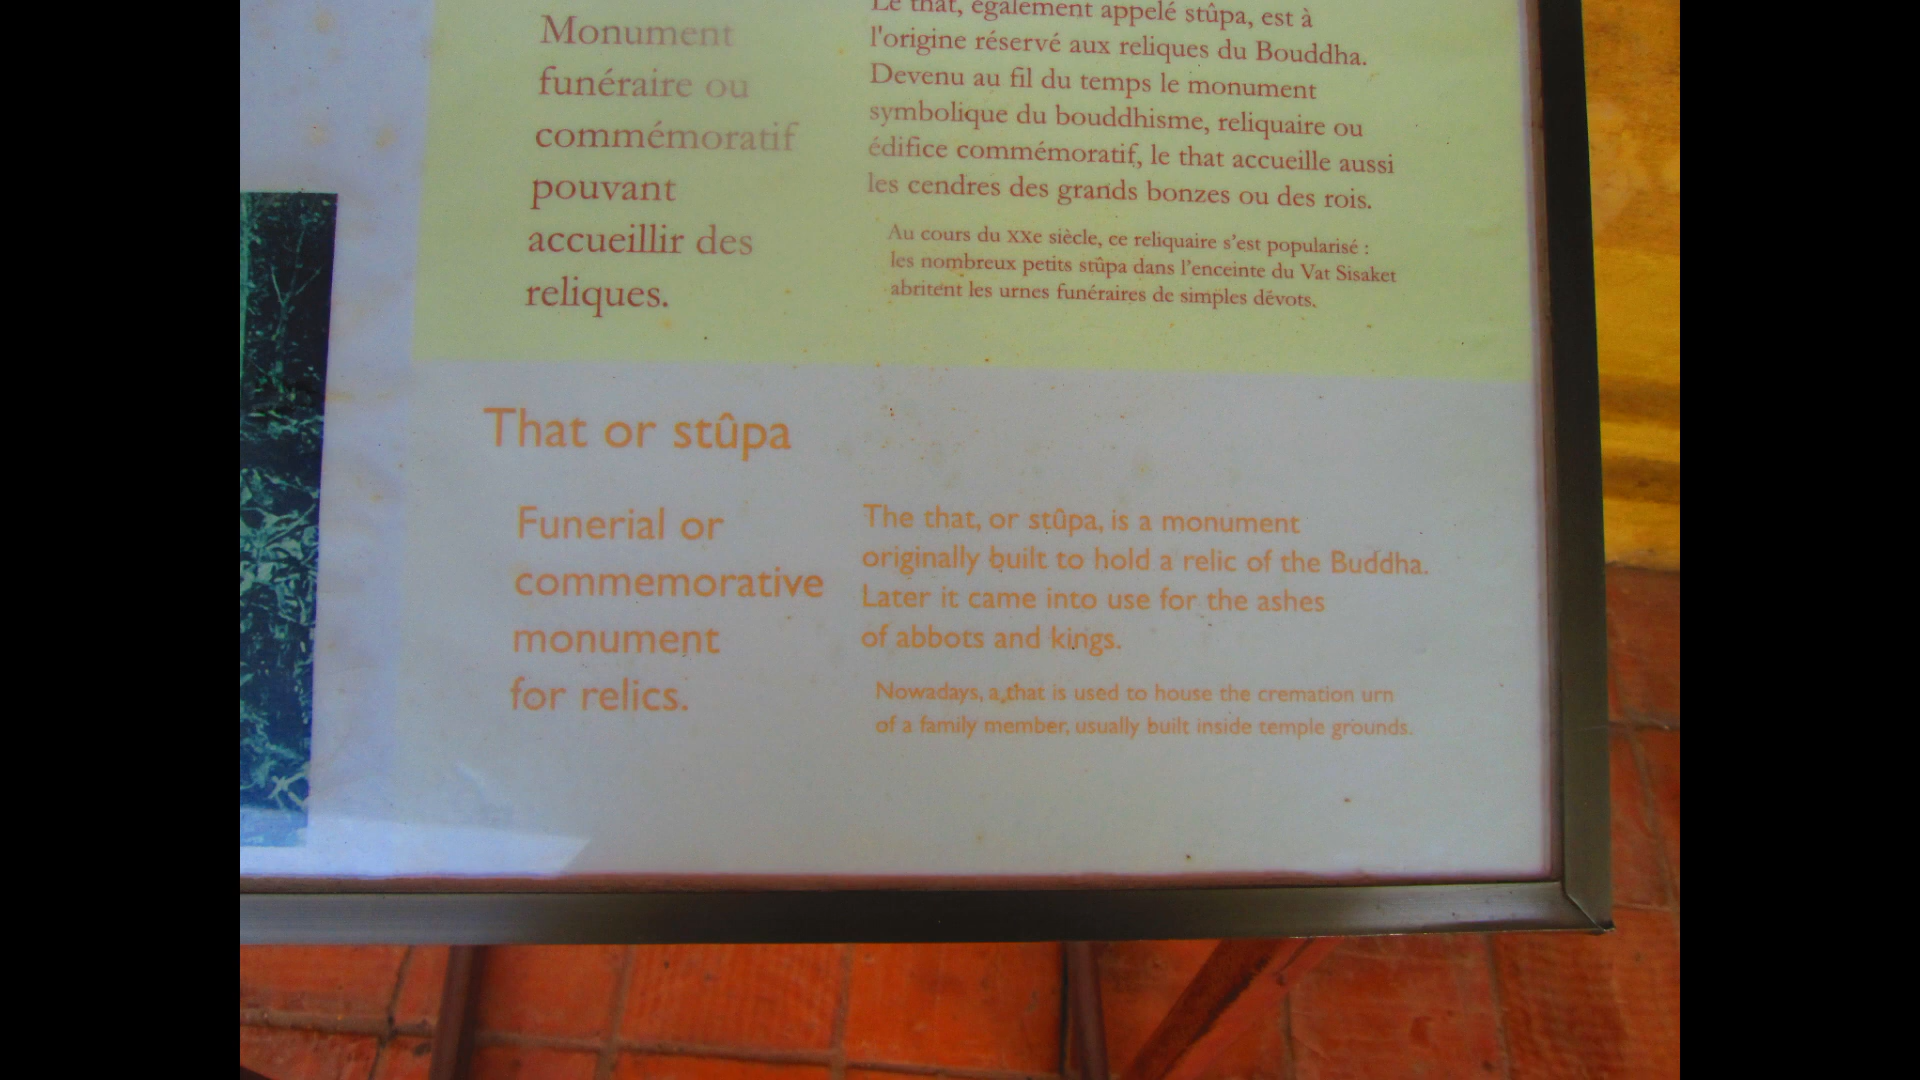 Monument
funéraire ou
commémoratif
pouvant
accueillir des
reliques.
Le that, également appelé stûpa, est à
l'origine réservé aux reliques du Bouddha.
Devenu au fil du temps le monument
symbolique du bouddhisme, reliquaire ou
édifice commémoratif, le that accueille aussi
les cendres des grands bonzes ou des rois.
Au cours du XXe siècle, ce reliquaire s'est popularisé :
les nombreux petits stûpa dans l'enceinte du Vat Sisaket
abritent les urnes funéraires de simples dévots.
That or stûpa
Funerial or
commemorative
monument
for relics.
The that, or stûpa, is a monument
originally built to hold a relic of the Buddha.
Later it came into use for the ashes
of abbots and kings.
Nowadays, a that is used to house the cremation urn
of a family member, usually built inside temple grounds.